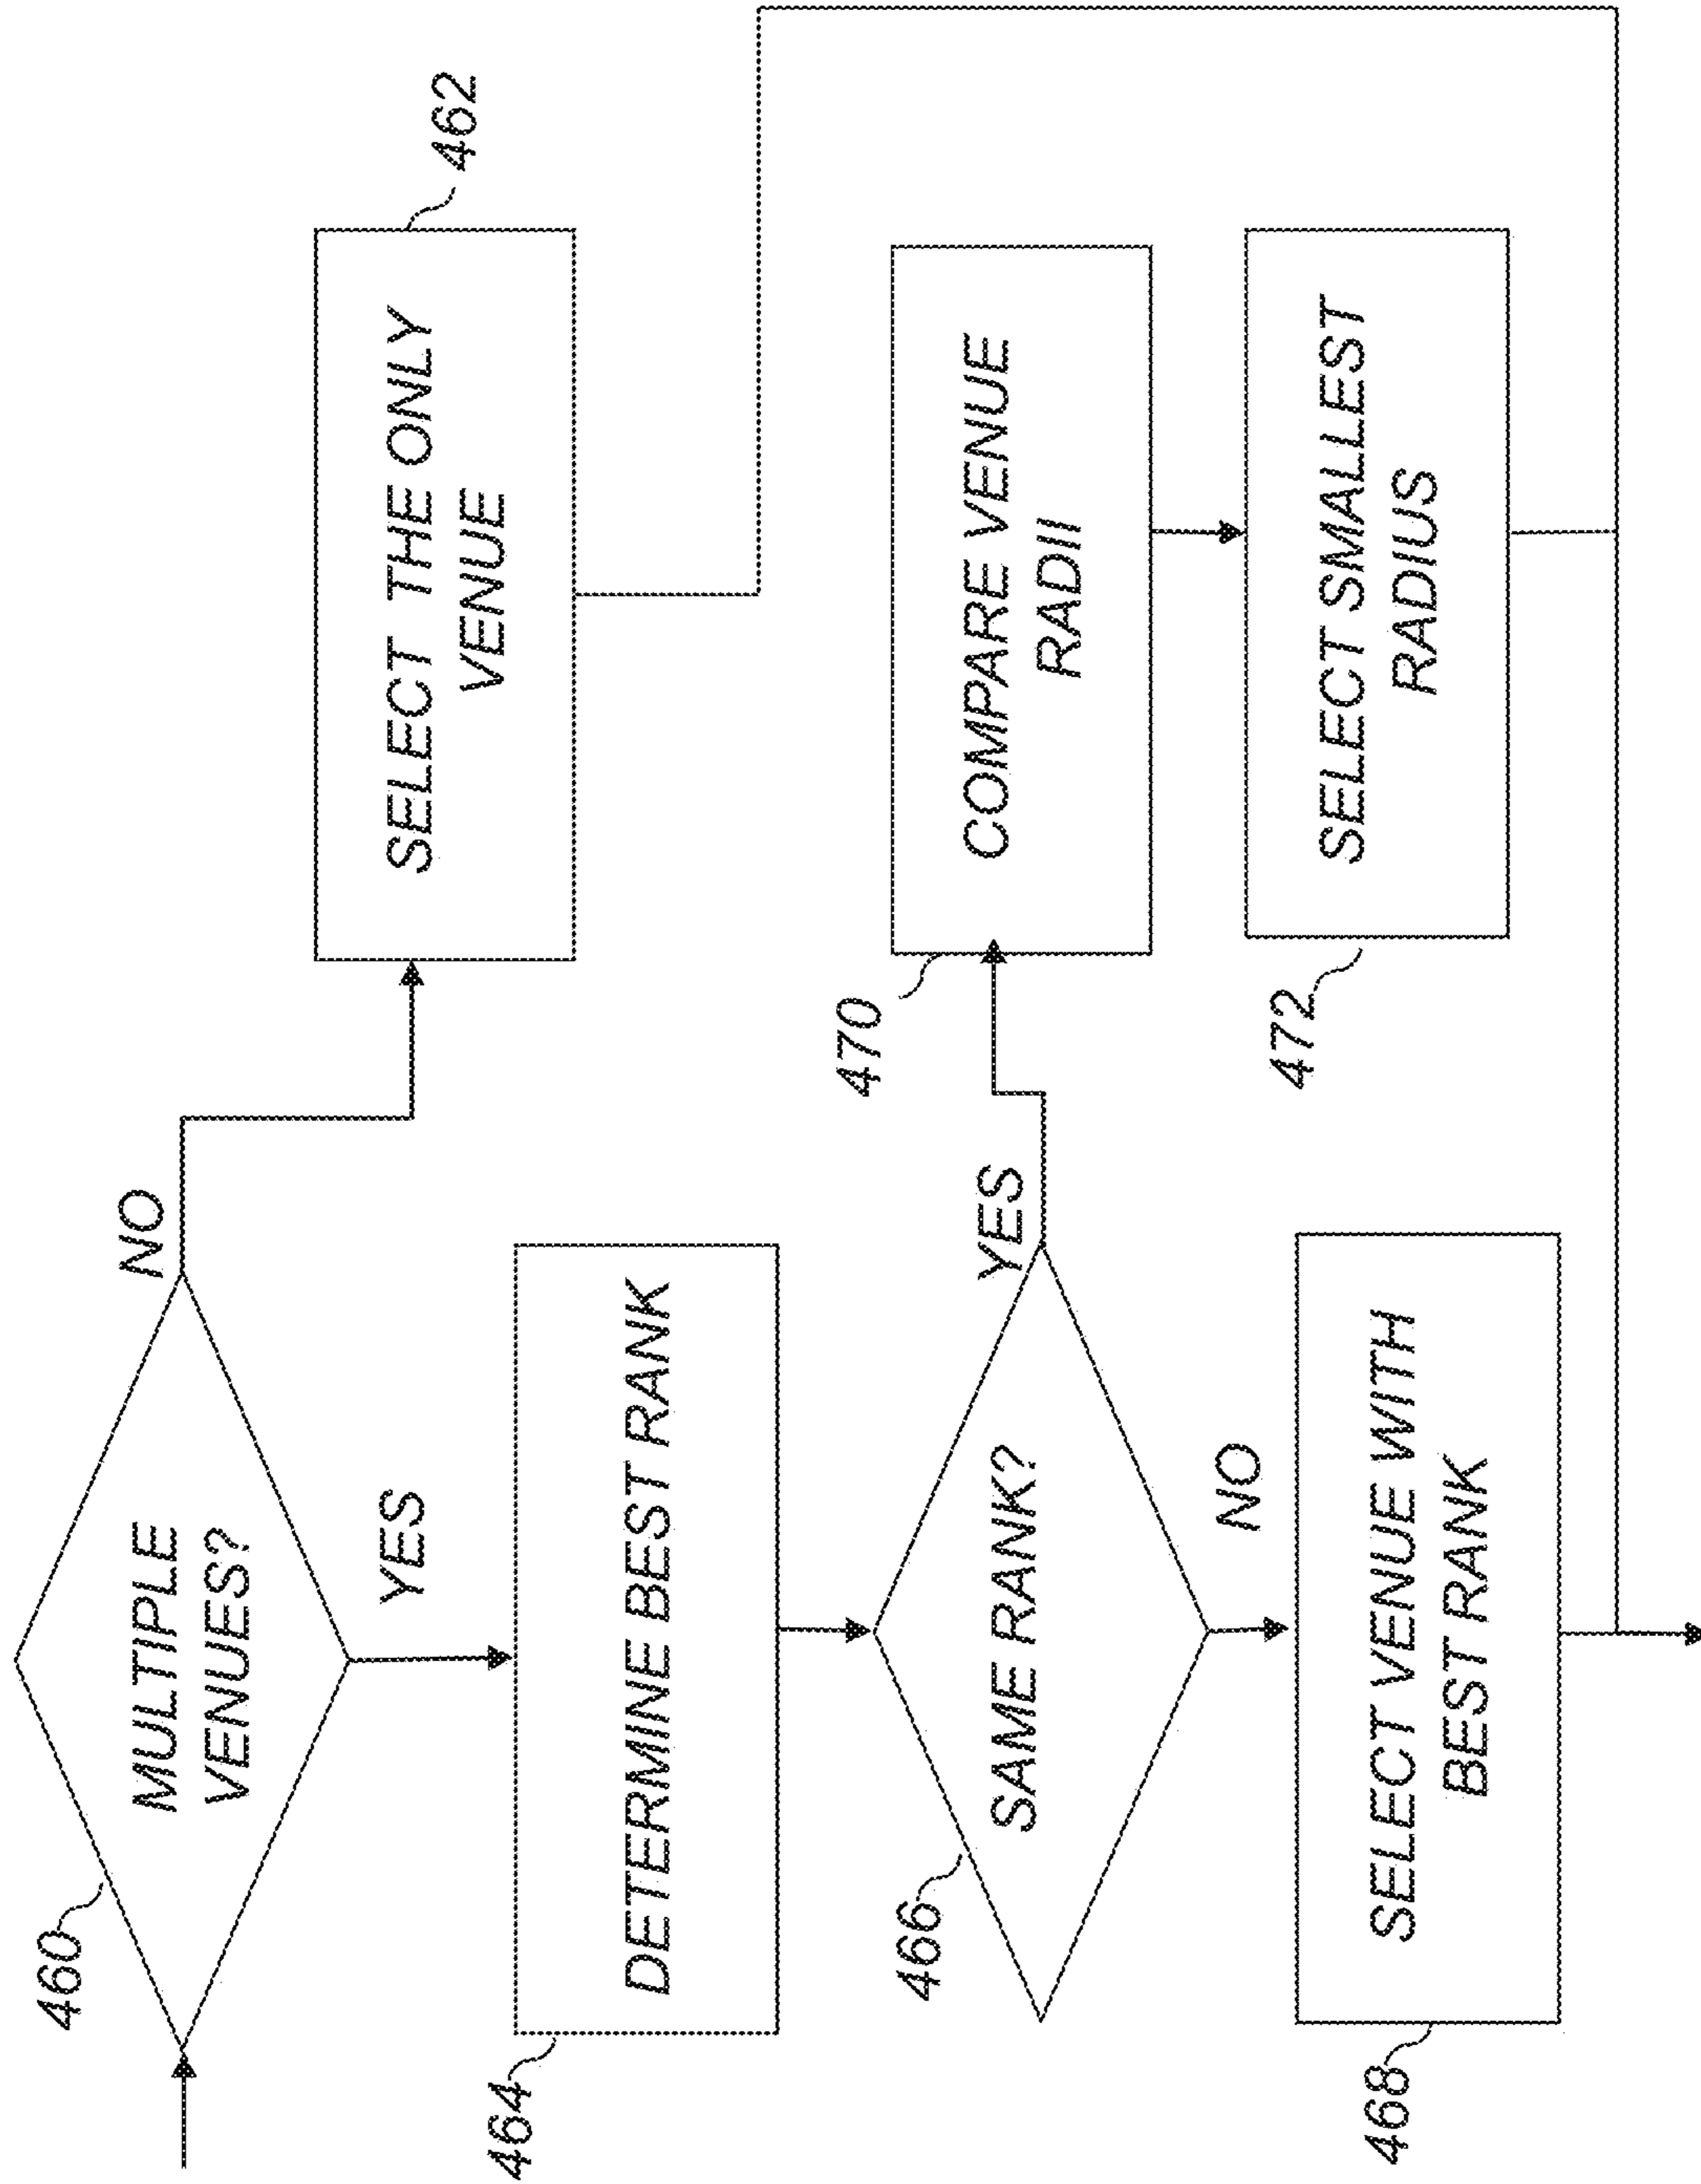 460
MULTIPLE
VENUES?
NO
YES
SELECT THE ONLY
VENUE
462
464
DETERMINE BEST RANK
466
SAME RANK?
YES
NO
470
COMPARE VENUE
RADII
468
SELECT VENUE WITH
BEST RANK
472
SELECT SMALLEST
RADIUS